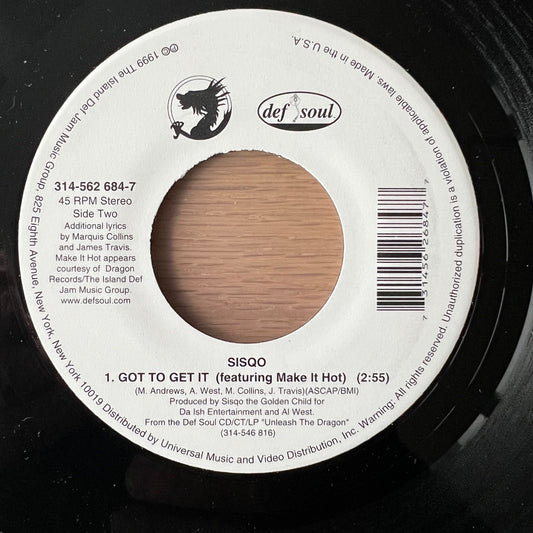 ℗© 1999 The Island Def Jam Music Group, 825 Eighth Avenue, New York, New York 10019 Distributed by Universal Music and Video Distribution, Inc. Warning: All rights reserved. Unauthorized duplication is a violation of applicable laws. Made in the U.S.A.
R
def soul
314-562 684-7
45 RPM Stereo
Side Two
Additional lyrics
by Marquis Collins
and James Travis.
Make It Hot appears
courtesy of Dragon
Records/The Island Def
Jam Music Group.
www.defsoul.com
7 31456 26847 7
SISQO
1. GOT TO GET IT (featuring Make It Hot) (2:55)
(M. Andrews, A. West, M. Collins, J. Travis)(ASCAP/BMI)
Produced by Sisqo the Golden Child for
Da Ish Entertainment and Al West.
From the Def Soul CD/CT/LP "Unleash The Dragon"
(314-546 816)